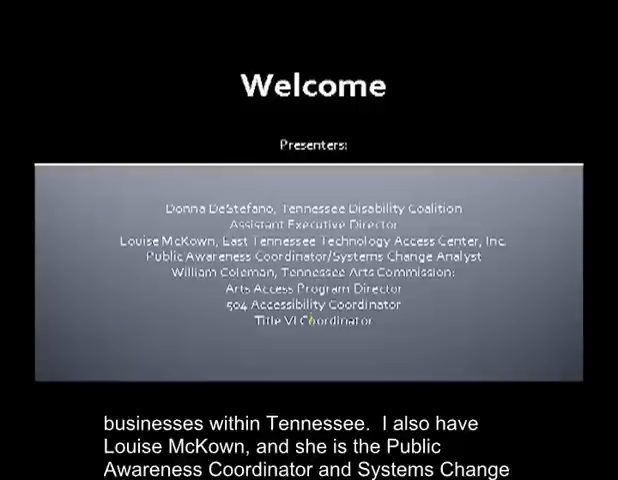 Welcome
Presenters:
Donna DeStefano, Tennessee Disability Coalition
Assistant Executive Director
Louise McKown, East Tennessee Technology Access Center, Inc.
Public Awareness Coordinator/Systems Change Analyst
William Coleman, Tennessee Arts Commission:
Arts Access Program Director
504 Accessibility Coordinator
Title VI Coordinator
businesses within Tennessee.  I also have
Louise McKown, and she is the Public
Awareness Coordinator and Systems Change